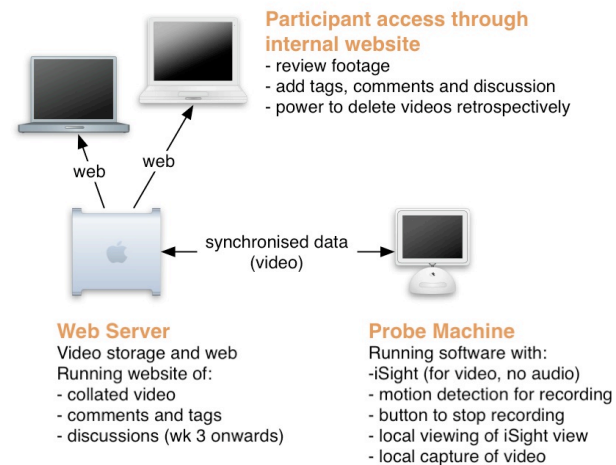 Participant access through
internal website
- review footage
- add tags, comments and discussion
- power to delete videos retrospectively
web
web
synchronised data
(video)
Web Server
Video storage and web
Running website of:
- collated video
- comments and tags
- discussions (wk 3 onwards)
Probe Machine
Running software with:
-iSight (for video, no audio)
- motion detection for recording
- button to stop recording
- local viewing of iSight view
- local capture of video